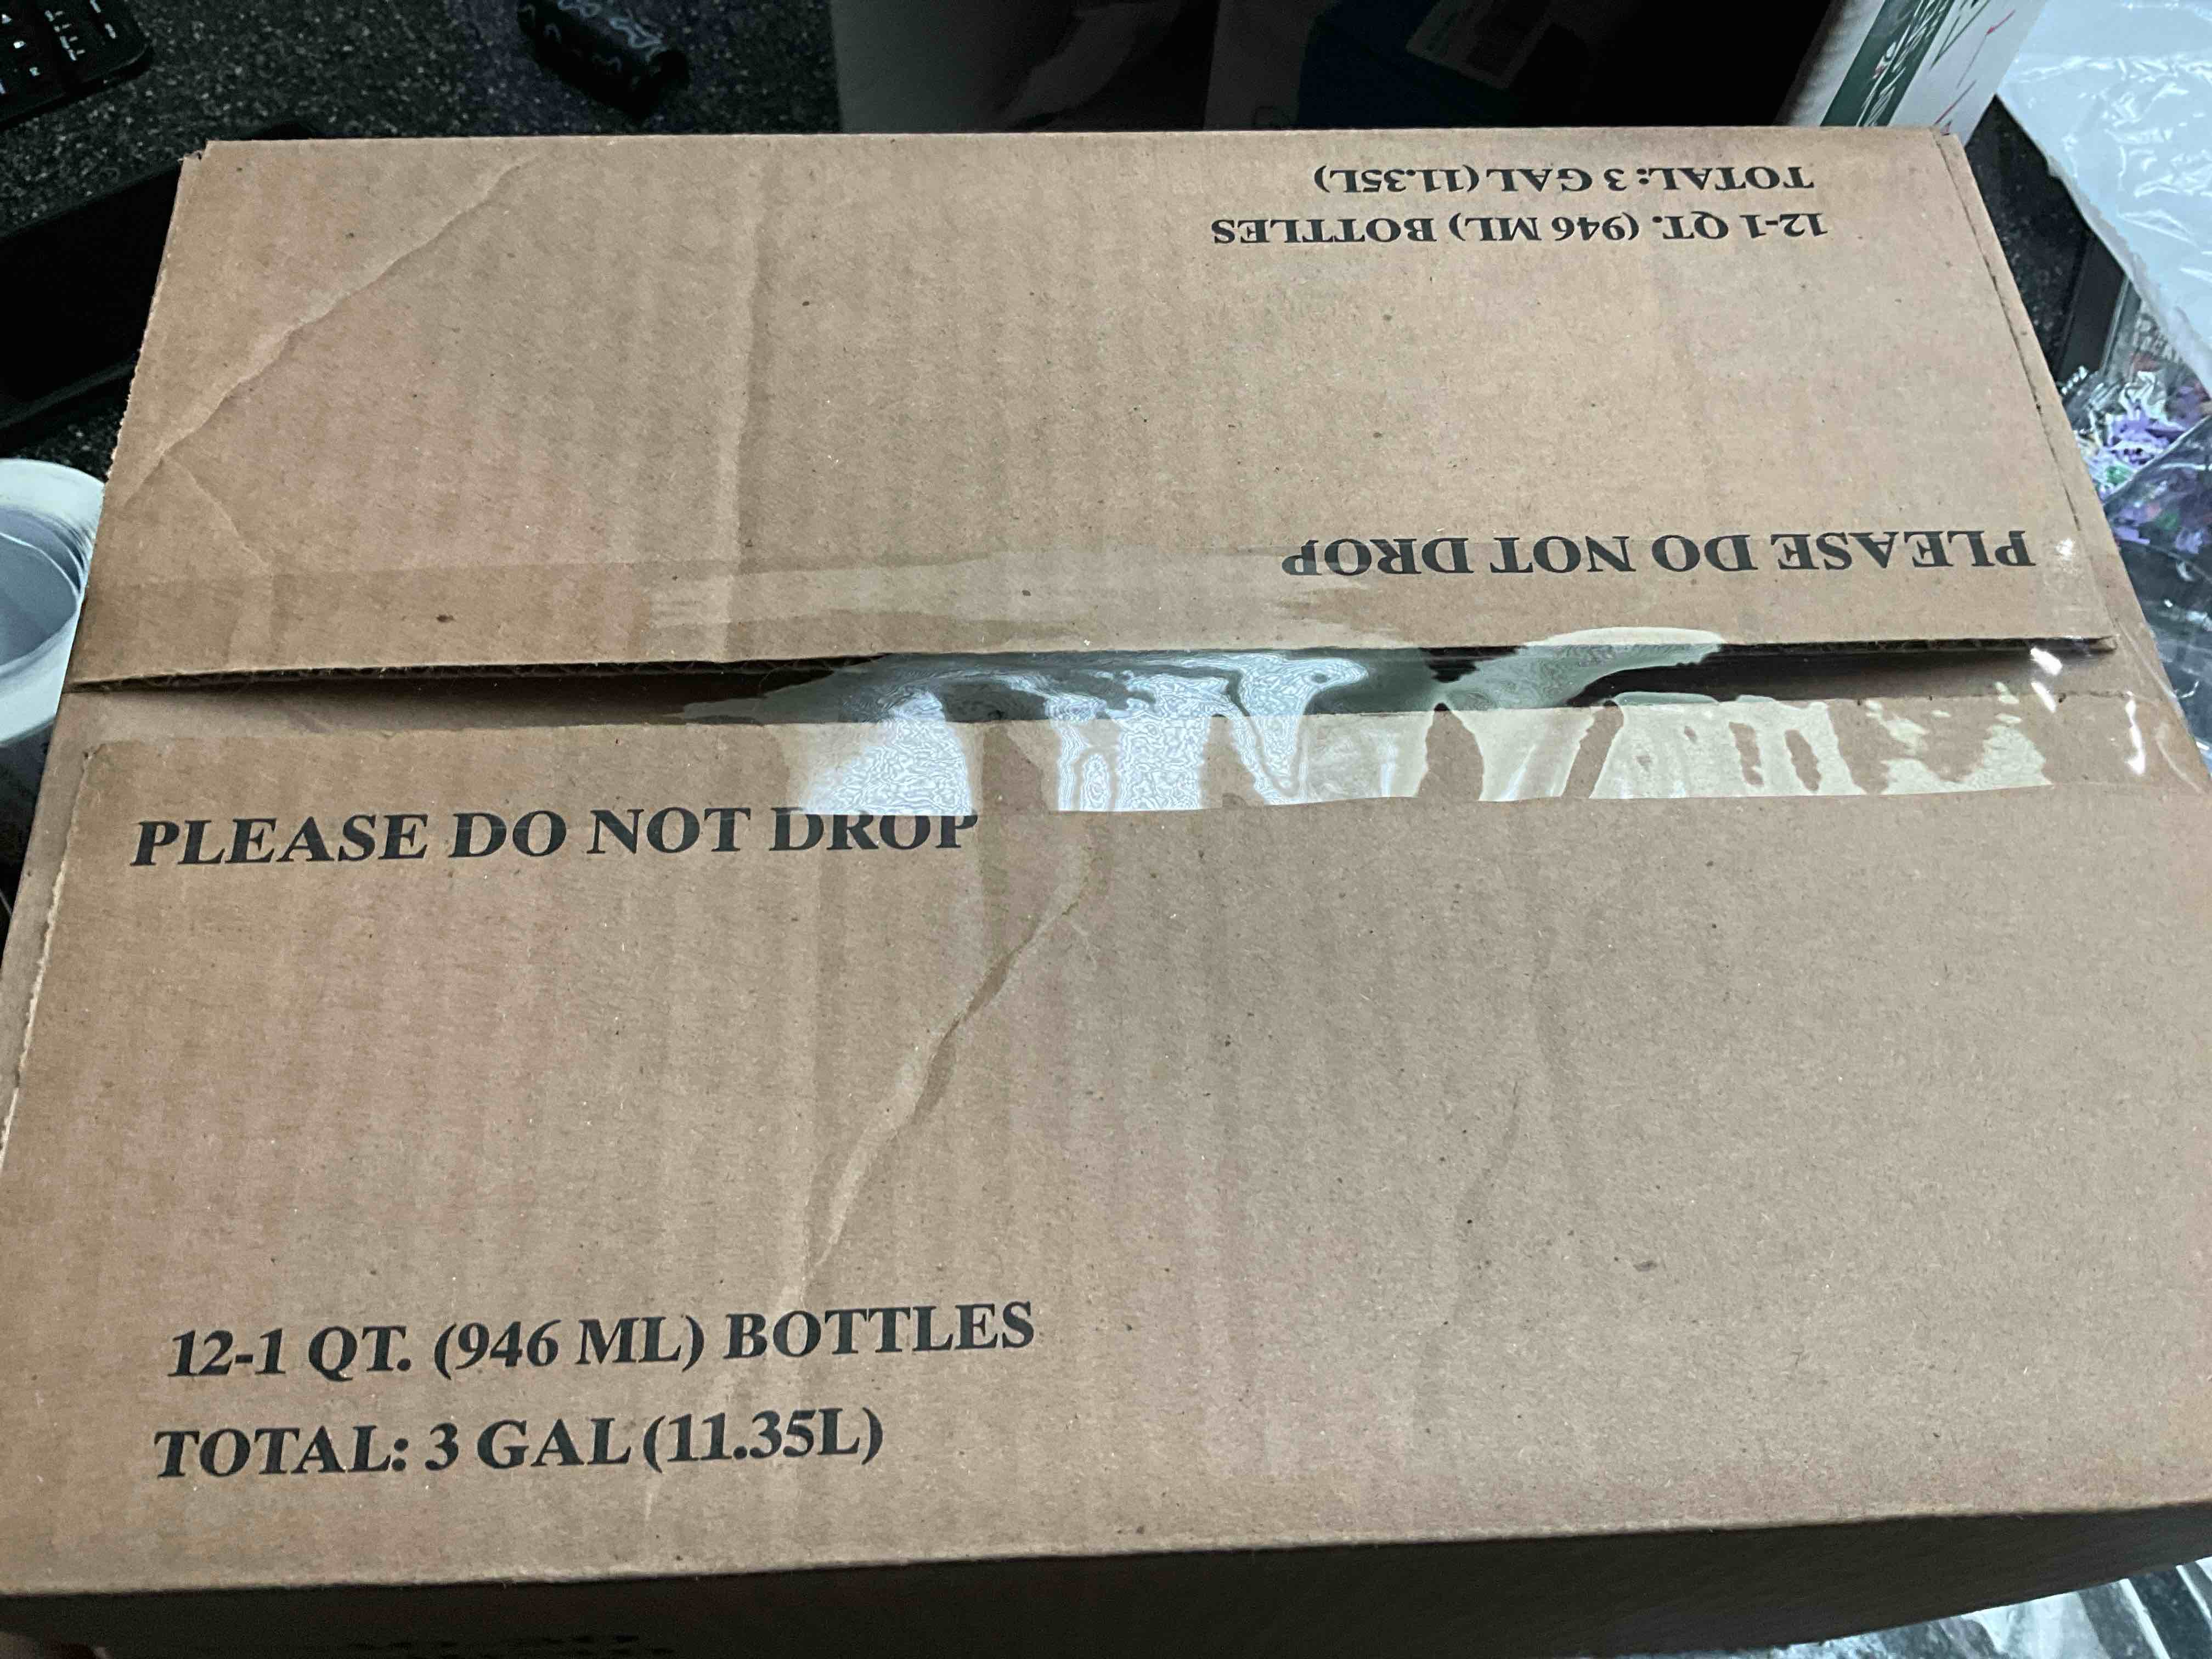 TOTAL: 3 GAL (11.35L)
12-1 QT. (946 ML) BOTTLES
PLEASE DO NOT DROP
PLEASE DO NOT DROP
12-1 QT. (946 ML) BOTTLES
TOTAL: 3 GAL (11.35L)